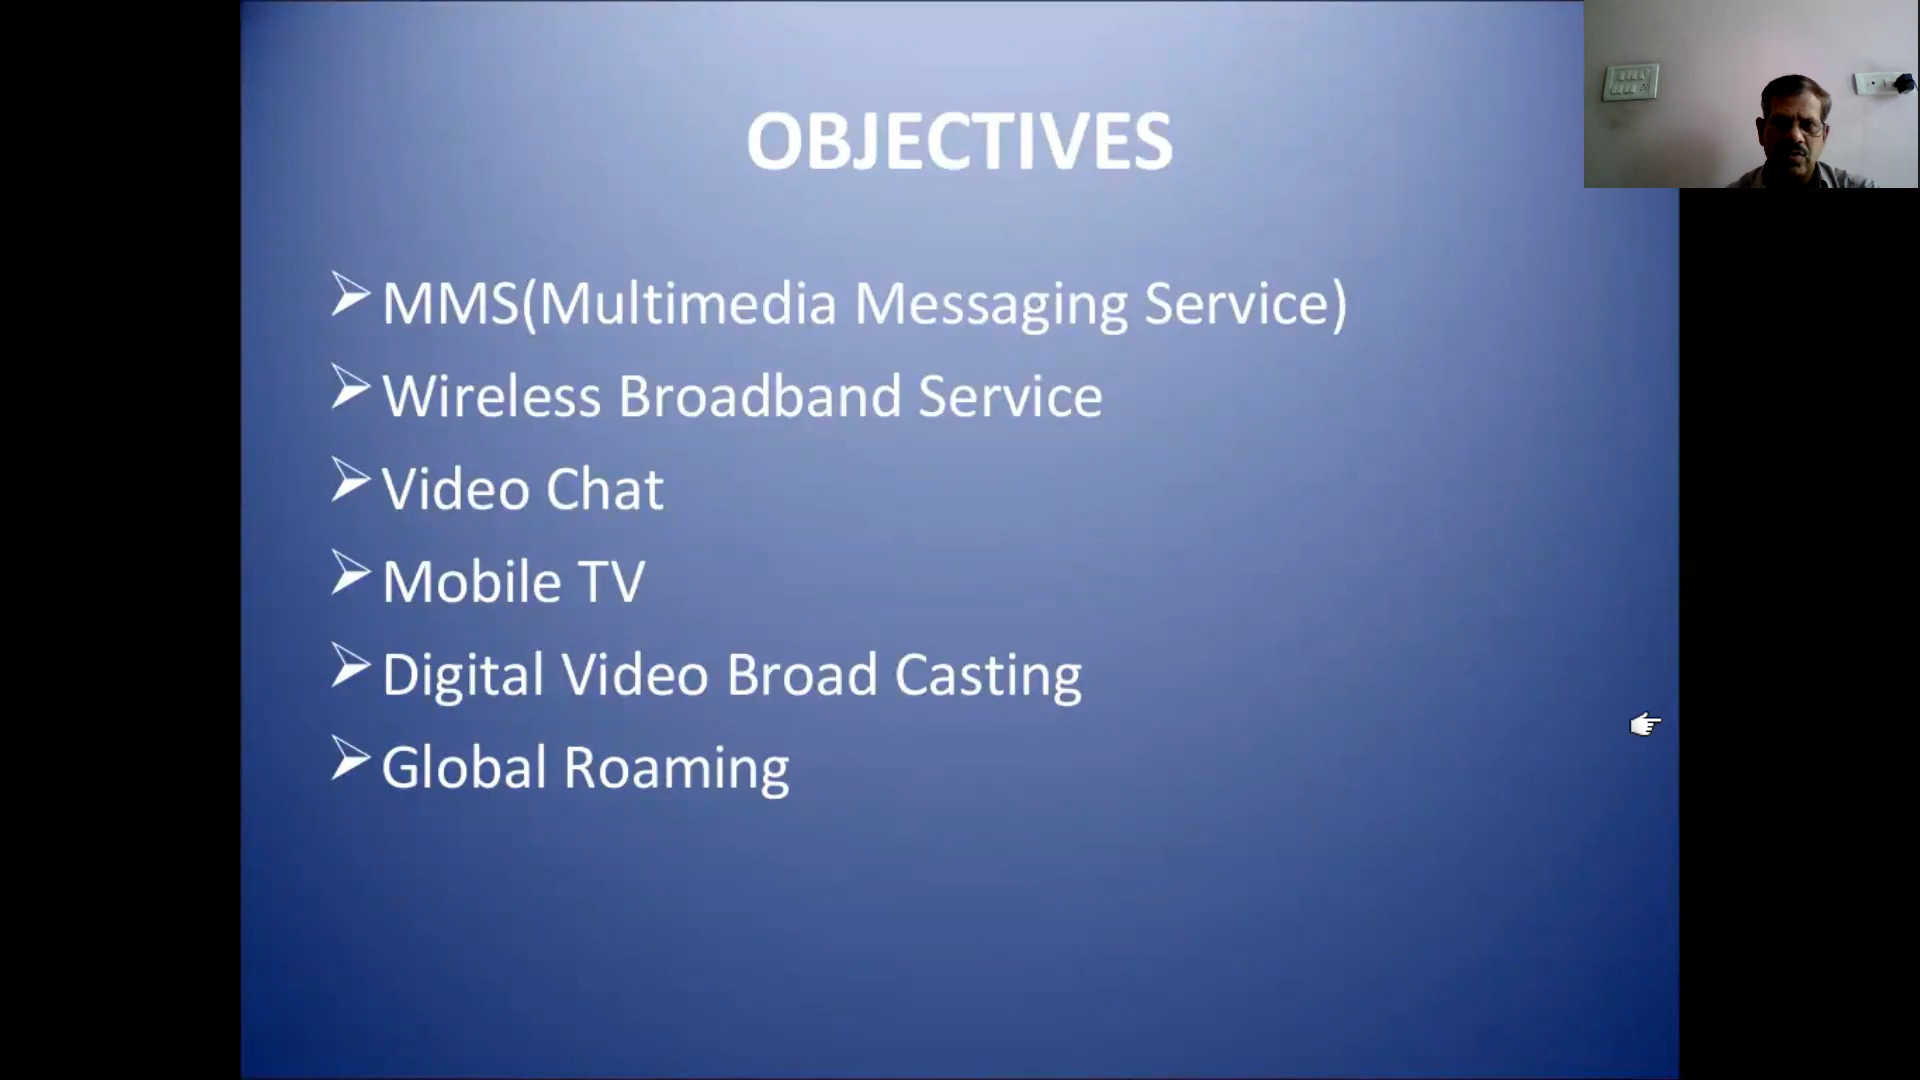 OBJECTIVES
MMS(Multimedia Messaging Service)
Wireless Broadband Service
Video Chat
Mobile TV
Digital Video Broad Casting
Global Roaming